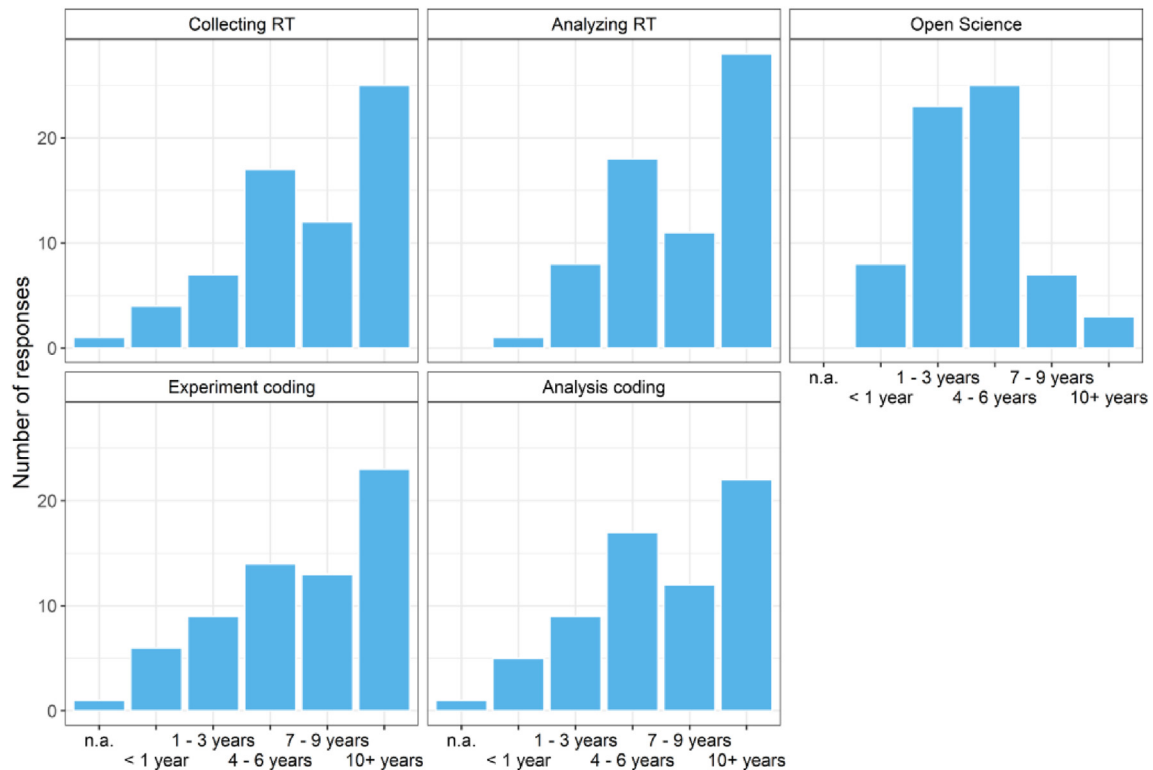 Collecting RT
Analyzing RT
Open Science
Number of responses
20
10
0
n.a.
< 1 year
1 - 3 years
4 - 6 years
7 - 9 years
10+ years
Experiment coding
Analysis coding
20
10
0
n.a.
< 1 year
1 - 3 years
4 - 6 years
7 - 9 years
10+ years
n.a.
< 1 year
1 - 3 years
4 - 6 years
7 - 9 years
10+ years